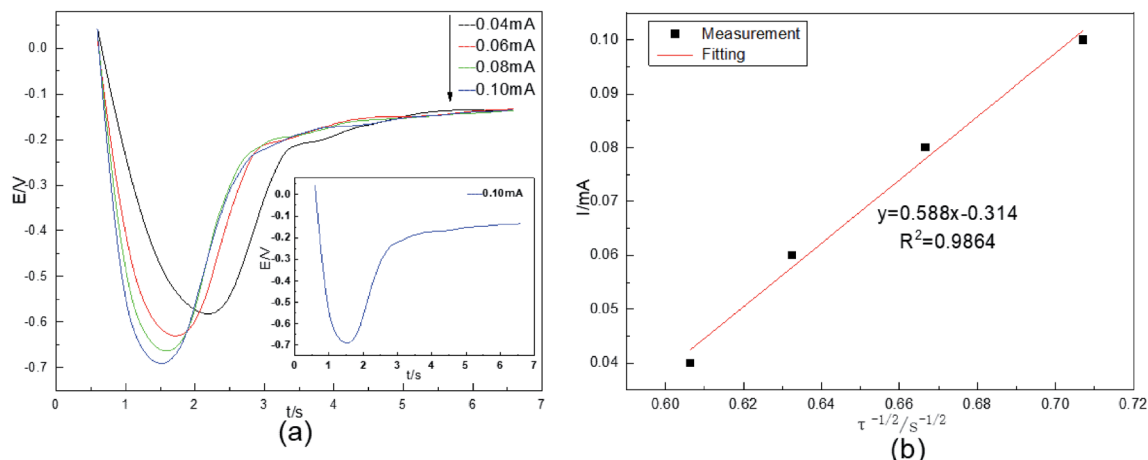 0.04mA
0.06mA
0.08mA
0.10mA
0.0
-0.1
-0.2
-0.3
-0.4
-0.5
-0.6
-0.7
E/V
0 1 2 3 4 5 6 7
t/s
(a)
0.10mA
0.0
-0.1
-0.2
-0.3
-0.4
-0.5
-0.6
-0.7
E/V
0 1 2 3 4 5 6 7
t/s
Measurement
Fitting
0.10
0.09
0.08
0.07
0.06
0.05
0.04
I/mA
y=0.588x-0.314
R²=0.9864
0.60 0.62 0.64 0.66 0.68 0.70 0.72
τ⁻¹/²/s⁻¹/²
(b)